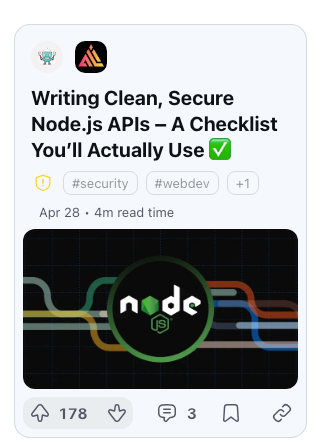 Writing Clean, Secure
Node.js APIs – A Checklist
You’ll Actually Use ✅
#security #webdev +1
Apr 28 • 4m read time
node
JS
178 3